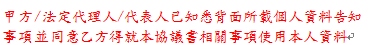 甲方/法定代理人/代表人已知悉背面所載個人資料告知
事項並同意乙方得就本協議書相關事項使用本人資料